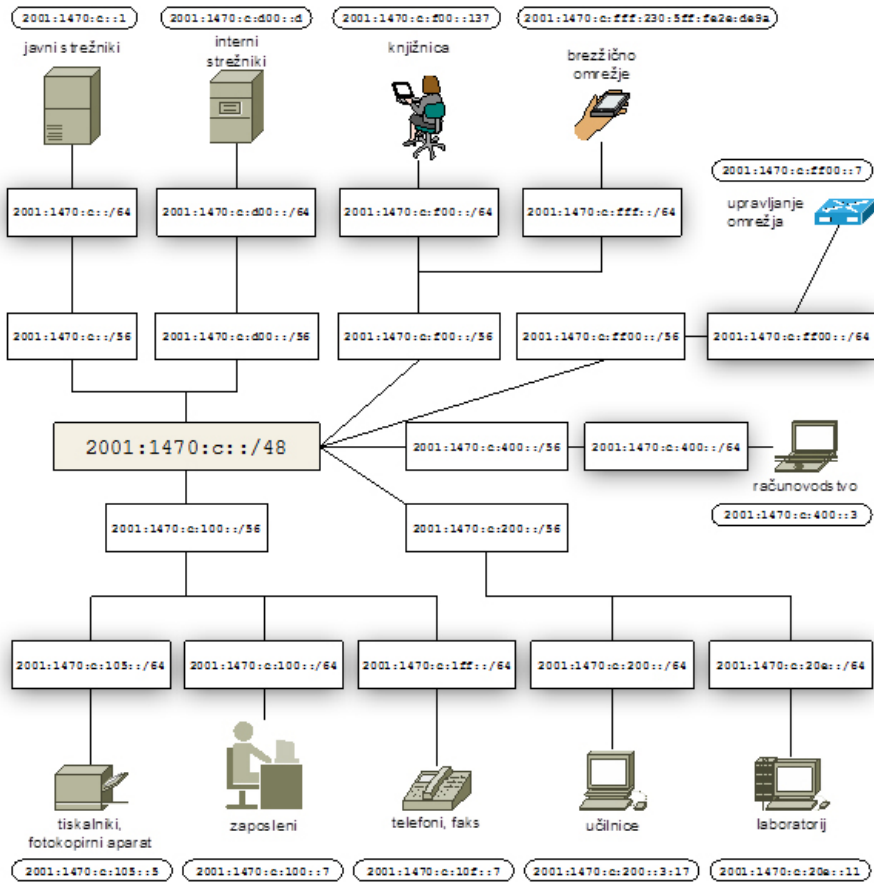 2001:1470:c::1
2001:1470:c:d00::d
2001:1470:c:f00::137
2001:1470:c:fff:230:5ff:fe2e:de9a
javni strežniki
interni
strežniki
knjižnica
brezžično
omrežje
2001:1470:c:ff00::7
upravljanje
omrežja
2001:1470:c::/64
2001:1470:c:d00::/64
2001:1470:c:f00::/64
2001:1470:c:fff::/64
2001:1470:c::/56
2001:1470:c:d00::/56
2001:1470:c:f00::/56
2001:1470:c:ff00::/56
2001:1470:c:ff00::/64
2001:1470:c::/48
2001:1470:c:400::/56
2001:1470:c:400::/64
računovodstvo
2001:1470:c:400::3
2001:1470:c:100::/56
2001:1470:c:200::/56
2001:1470:c:105::/64
2001:1470:c:100::/64
2001:1470:c:1ff::/64
2001:1470:c:200::/64
2001:1470:c:20e::/64
tiskalniki,
fotokopirni aparat
zaposleni
telefoni, faks
učilnice
laboratorij
2001:1470:c:105::5
2001:1470:c:100::7
2001:1470:c:10f::7
2001:1470:c:200::3:17
2001:1470:c:20e::11